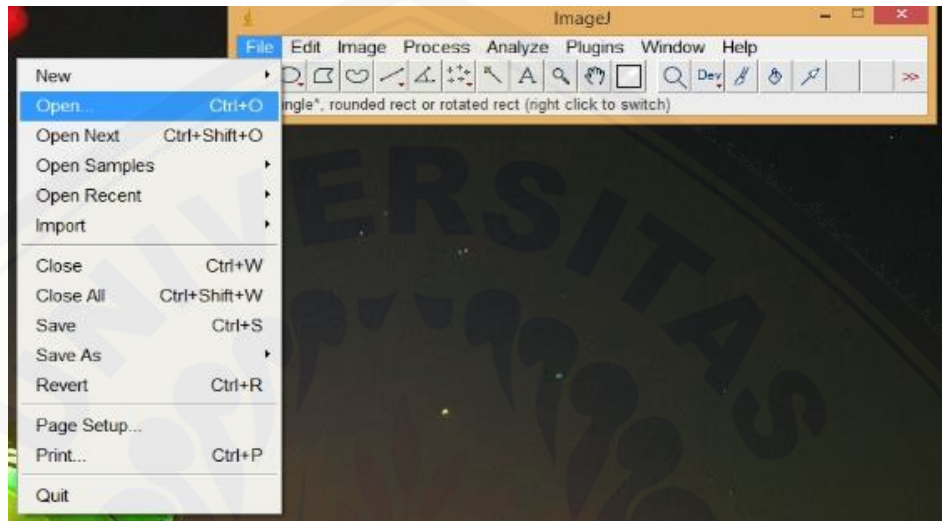 ImageJ
File Edit Image Process Analyze Plugins Window Help
A Dev >>
ngle*, rounded rect or rotated rect (right click to switch)
New
Open... Ctrl+O
Open Next Ctrl+Shift+O
Open Samples
Open Recent
Import
Close Ctrl+W
Close All Ctrl+Shift+W
Save Ctrl+S
Save As
Revert Ctrl+R
Page Setup...
Print... Ctrl+P
Quit
UNIVERSITAS